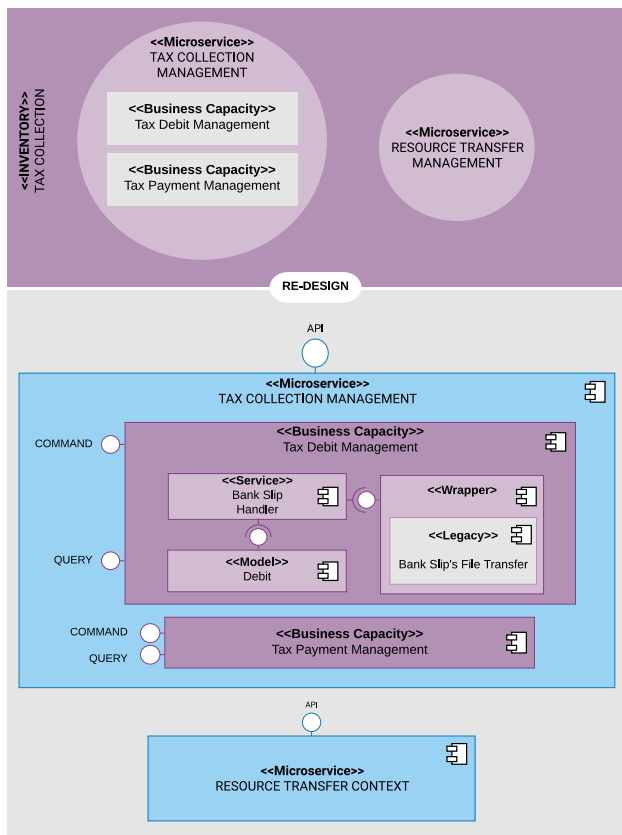 <<INVENTORY>>
TAX COLLECTION
<<Microservice>>
TAX COLLECTION
MANAGEMENT
<<Business Capacity>>
Tax Debit Management
<<Business Capacity>>
Tax Payment Management
<<Microservice>>
RESOURCE TRANSFER
MANAGEMENT
RE-DESIGN
API
<<Microservice>>
TAX COLLECTION MANAGEMENT
COMMAND
<<Business Capacity>>
Tax Debit Management
<<Service>>
Bank Slip
Handler
<<Wrapper>
<<Legacy>>
Bank Slip's File Transfer
QUERY
<<Model>>
Debit
COMMAND
QUERY
<<Business Capacity>>
Tax Payment Management
API
<<Microservice>>
RESOURCE TRANSFER CONTEXT